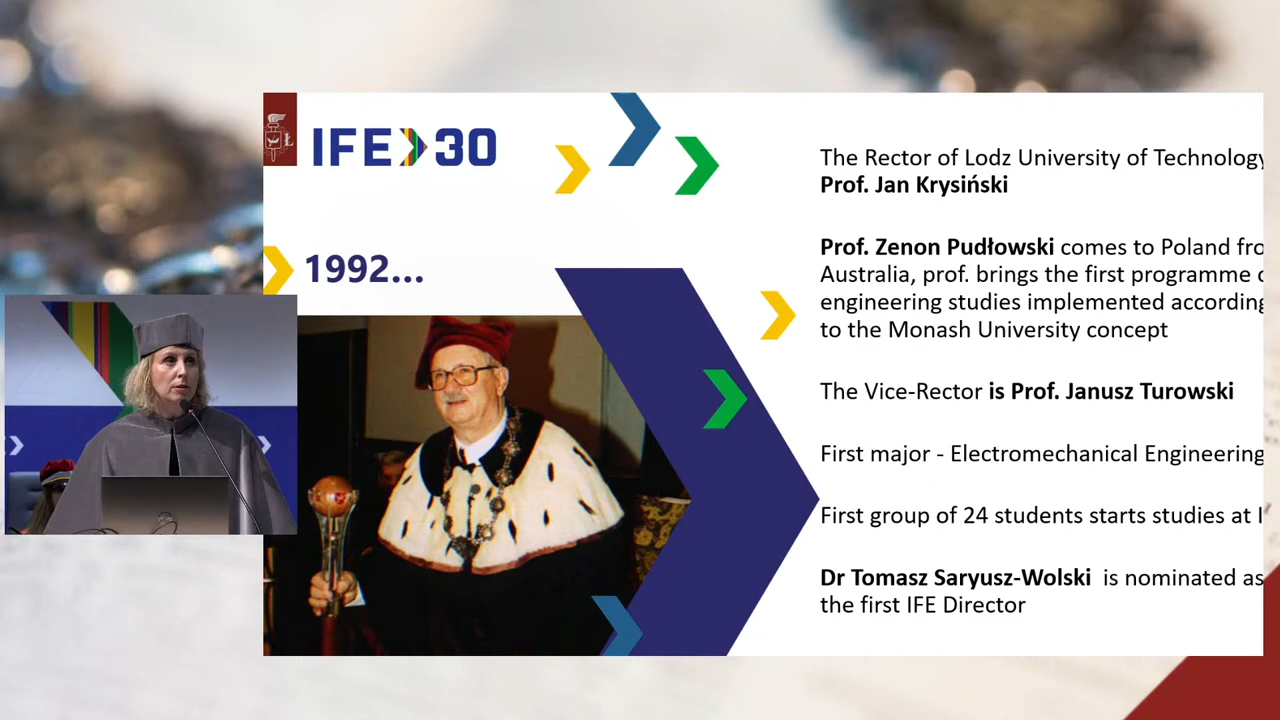 IFE 30
1992...
The Rector of Lodz University of Technology
Prof. Jan Krysiński
Prof. Zenon Pudłowski comes to Poland fro
Australia, prof. brings the first programme
engineering studies implemented according
to the Monash University concept
The Vice-Rector is Prof. Janusz Turowski
First major - Electromechanical Engineering
First group of 24 students starts studies at I
Dr Tomasz Saryusz-Wolski is nominated as
the first IFE Director